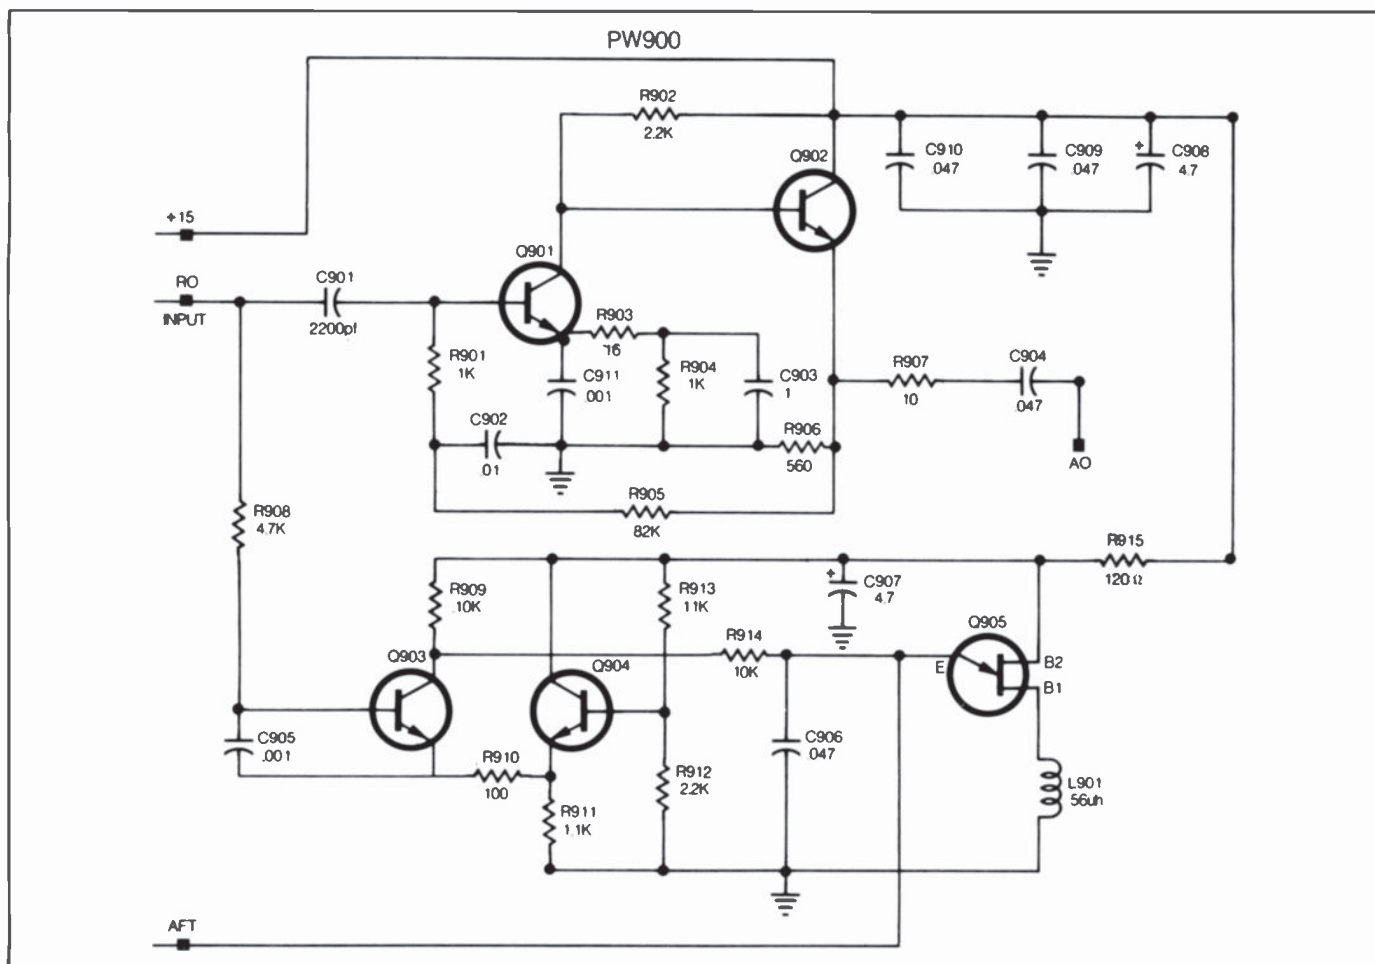 PW900
R902
2.2K
Q902
C910
.047
C909
.047
+
C908
4.7
+15
Q901
RO
INPUT
C901
2200pf
R903
16
R901
1K
C911
.001
R904
1K
C903
1
R907
10
C904
.047
C902
.01
R906
560
AO
R905
82K
R908
4.7K
R915
120 Ω
R909
10K
R913
11K
+
C907
4.7
Q905
Q903
Q904
R914
10K
E
B2
B1
C905
.001
R910
100
R912
2.2K
C906
.047
R911
1.1K
L901
56uh
AFT